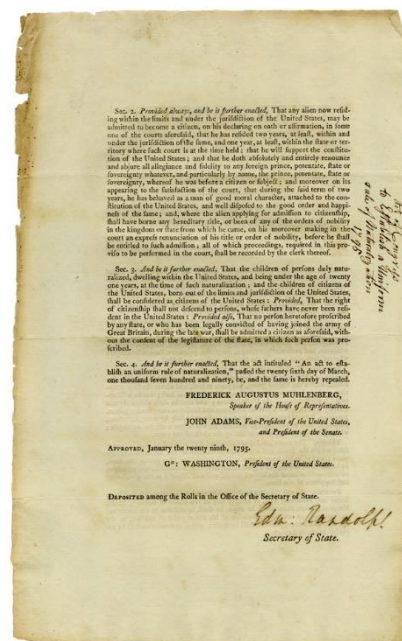 Sec. 2. Provided always, and be it further enacted, That any alien now resid-
ing within the limits and under the jurisdiction of the United States, may be
admitted to become a citizen, on his declaring on oath or affirmation, in some
one of the courts aforesaid, that he has resided two years, at least, within and
under the jurisdiction of the same, and one year, at least, within the state or ter-
ritory where such court is at the time held; that he will support the constitu-
tion of the United States; and that he doth absolutely and entirely renounce
and abjure all allegiance and fidelity to any foreign prince, potentate, state or
sovereignty whatever, and particularly by name, the prince, potentate, state or
sovereignty, whereof he was before a citizen or subject; and moreover on its
appearing to the satisfaction of the court, that during the said term of two
years, he has behaved as a man of good moral character, attached to the con-
stitution of the United States, and well disposed to the good order and happi-
ness of the same; and, where the alien applying for admission to citizenship,
shall have borne any hereditary title, or been of any of the orders of nobility
in the kingdom or state from which he came, on his moreover making in the
court an express renunciation of his title or order of nobility, before he shall
be entitled to such admission; all of which proceedings, required in this pro-
viso to be performed in the court, shall be recorded by the clerk thereof.
Sec. 3. And be it further enacted, That the children of persons duly natu-
ralized, dwelling within the United States, and being under the age of twenty
one years, at the time of such naturalization; and the children of citizens of
the United States, born out of the limits and jurisdiction of the United States,
shall be considered as citizens of the United States: Provided, That the right
of citizenship shall not descend to persons, whose fathers have never been resi-
dent in the United States: Provided also, That no person heretofore proscribed
by any state, or who has been legally convicted of having joined the army of
Great Britain, during the late war, shall be admitted a citizen as aforesaid, with-
out the consent of the legislature of the state, in which such person was pro-
scribed.
Sec. 4. And be it further enacted, That the act intituled "An act to esta-
blish an uniform rule of naturalization," passed the twenty sixth day of March,
one thousand seven hundred and ninety, be, and the same is hereby repealed.
FREDERICK AUGUSTUS MUHLENBERG,
Speaker of the House of Representatives.
JOHN ADAMS, Vice-President of the United States,
and President of the Senate.
Approved, January the twenty ninth, 1795.
Go: WASHINGTON, President of the United States.
Deposited among the Rolls in the Office of the Secretary of State.
Edm: Randolph
Secretary of State.
to Establish a Uniform
rule of Naturalization
1795